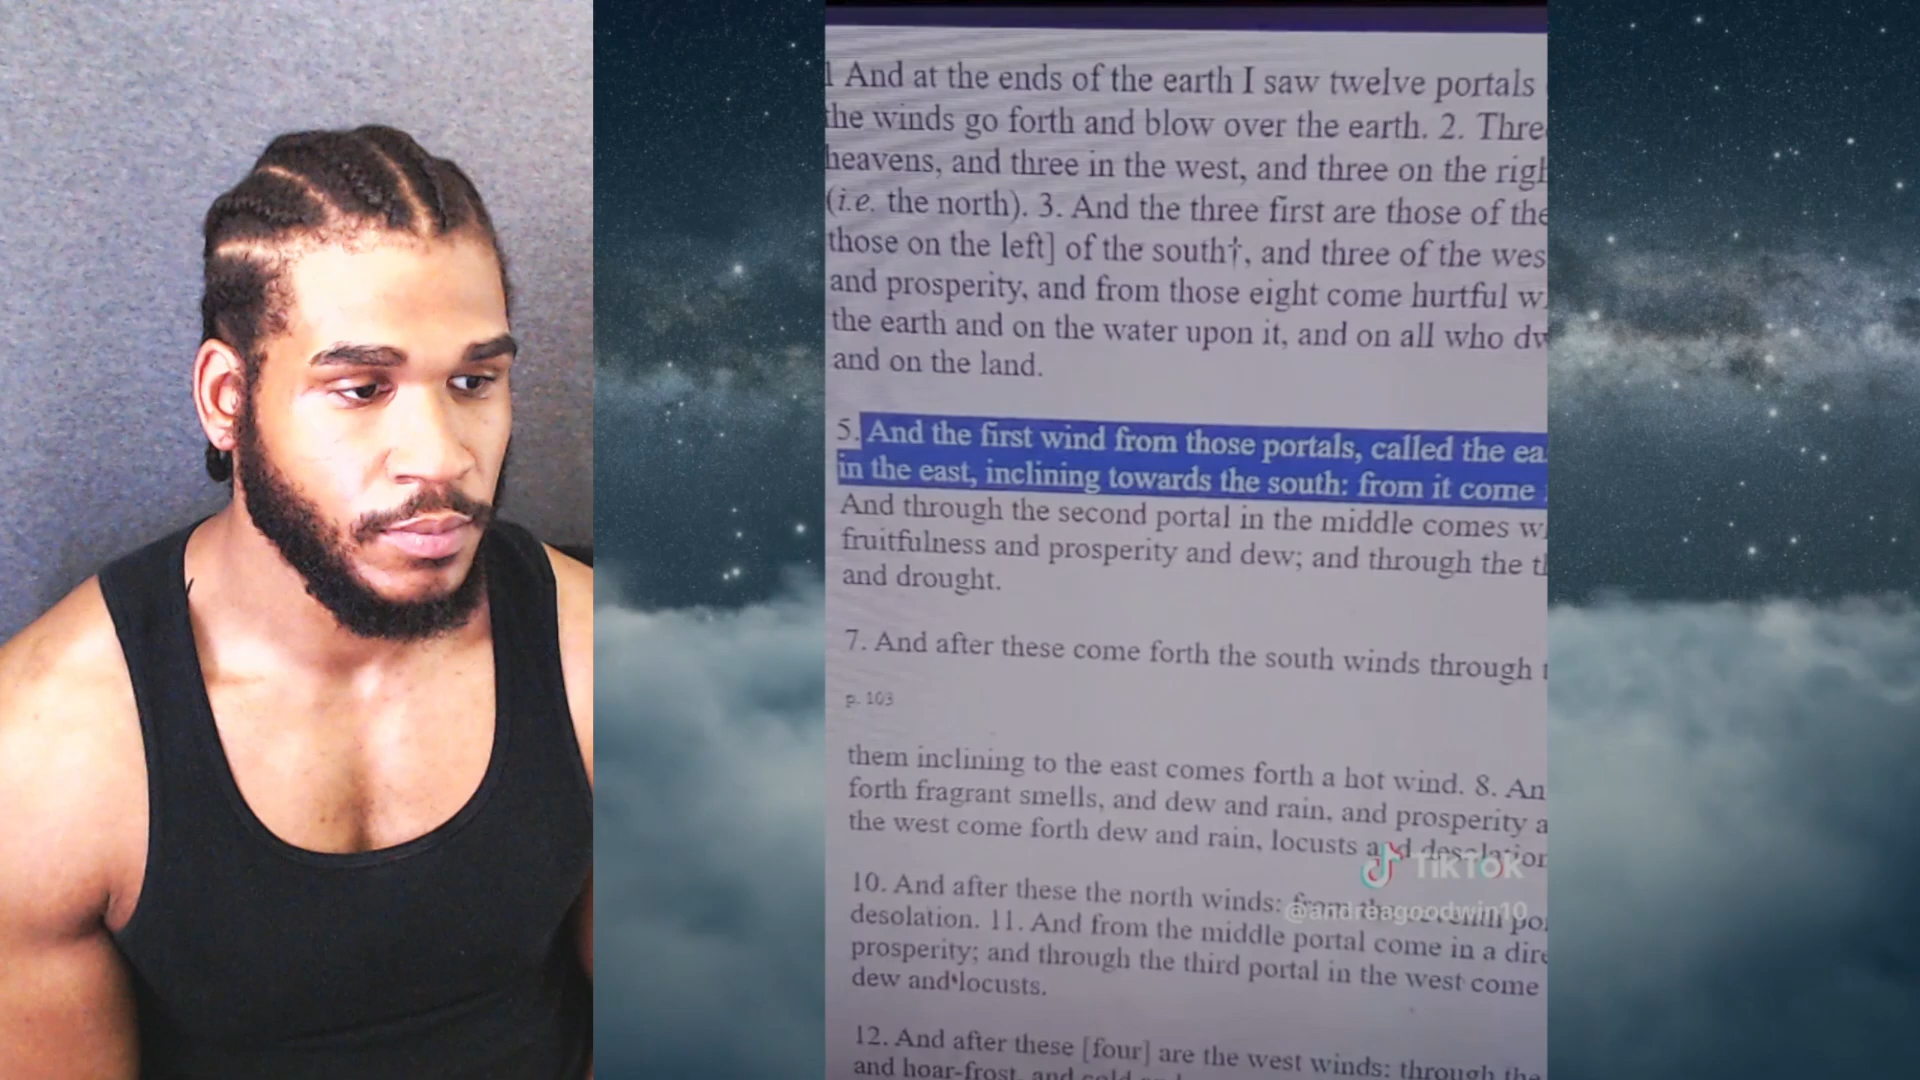 1 And at the ends of the earth I saw twelve portals
the winds go forth and blow over the earth. 2.
heavens, and three in the west, and three on the
(i.e. the north). 3. And the three first are those of the
those on the left] of the south†, and three of the
and prosperity, and from those eight come hurtful
the earth and on the water upon it, and on all who
and on the land.
5. And the first wind from those portals, called the
in the east, inclining towards the south: from it come
And through the second portal in the middle comes
fruitfulness and prosperity and dew; and through the
and drought.
7. And after these come forth the south winds through
p. 103
them inclining to the east comes forth a hot wind. 8.
forth fragrant smells, and dew and rain, and prosperity
the west come forth dew and rain, locusts and desolation
TikTok
10. And after these the north winds: from the
@andreagoodwin10
desolation. 11. And from the middle portal come in a
prosperity; and through the third portal in the west come
dew and locusts.
12. And after these [four] are the west winds: through the
and hoar-frost, and cold